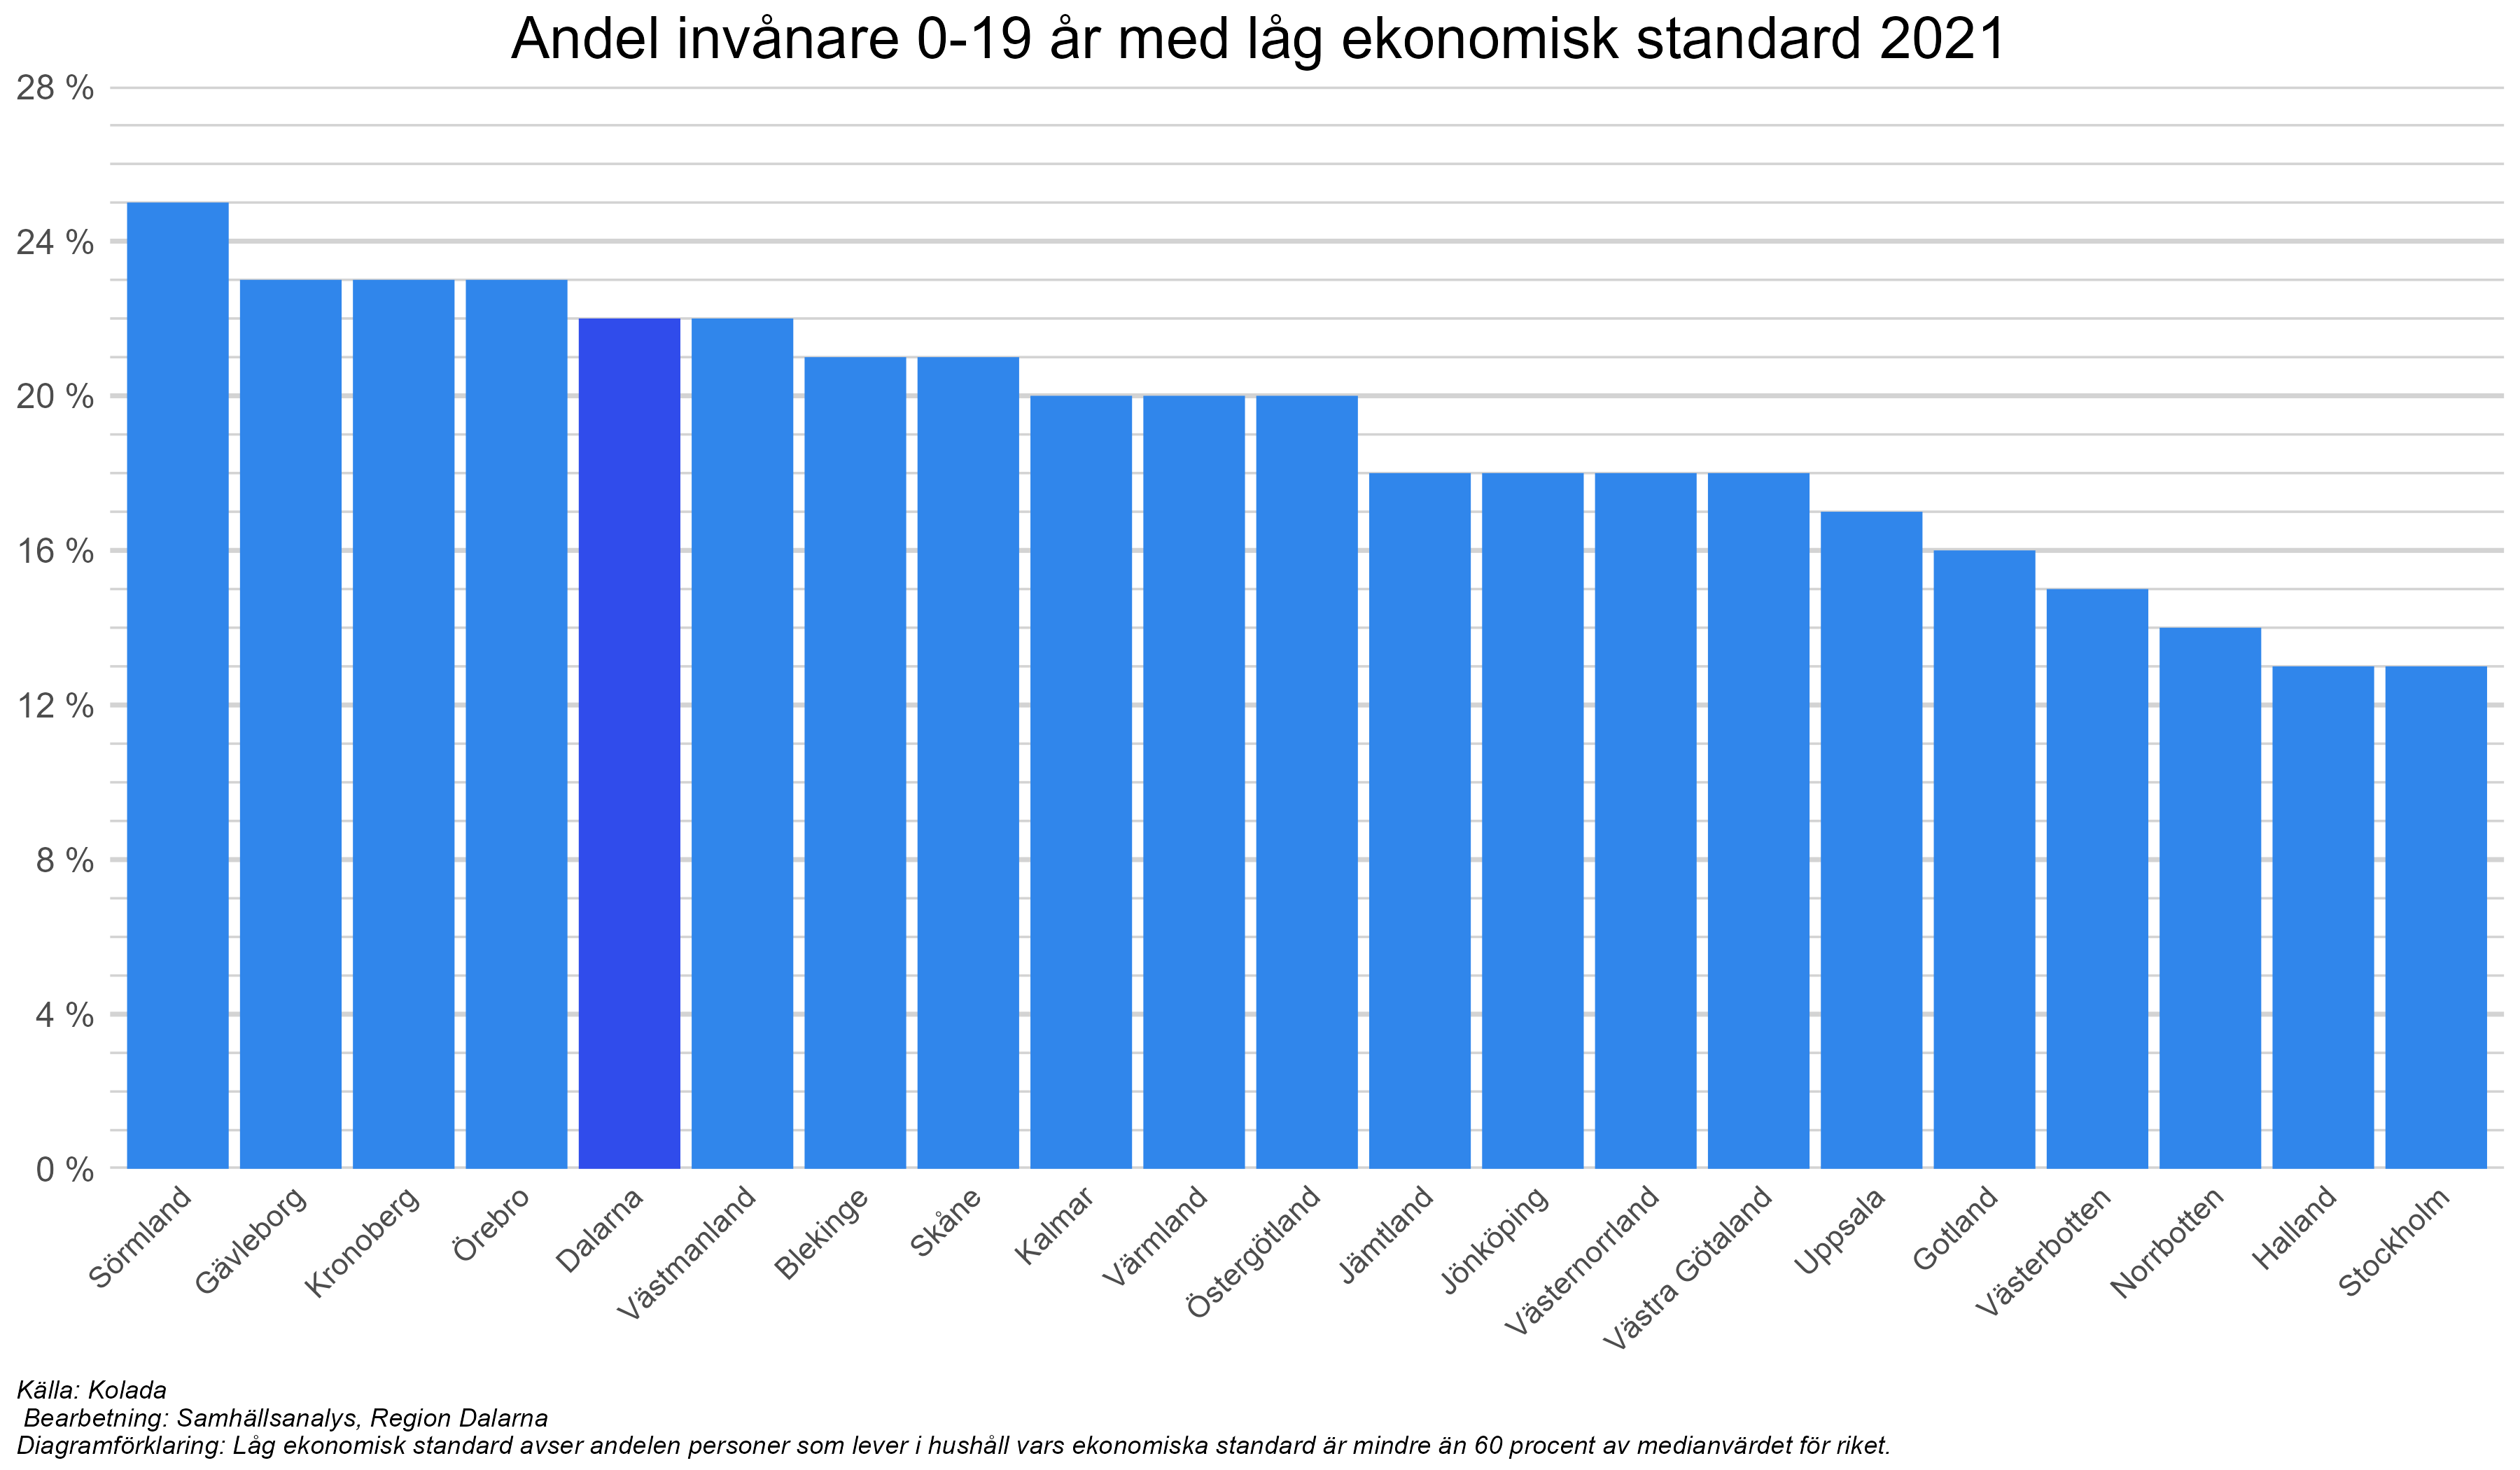 Andel invånare 0-19 år med låg ekonomisk standard 2021
28 %
24 %
20 %
16 %
12 %
8 %
4 %
0 %
Sörmland
Gävleborg
Kronoberg
Örebro
Dalarna
Västmanland
Blekinge
Skåne
Kalmar
Värmland
Östergötland
Jämtland
Jönköping
Västernorrland
Västra Götaland
Uppsala
Gotland
Västerbotten
Norrbotten
Halland
Stockholm
Källa: Kolada
Bearbetning: Samhällsanalys, Region Dalarna
Diagramförklaring: Låg ekonomisk standard avser andelen personer som lever i hushåll vars ekonomiska standard är mindre än 60 procent av medianvärdet för riket.